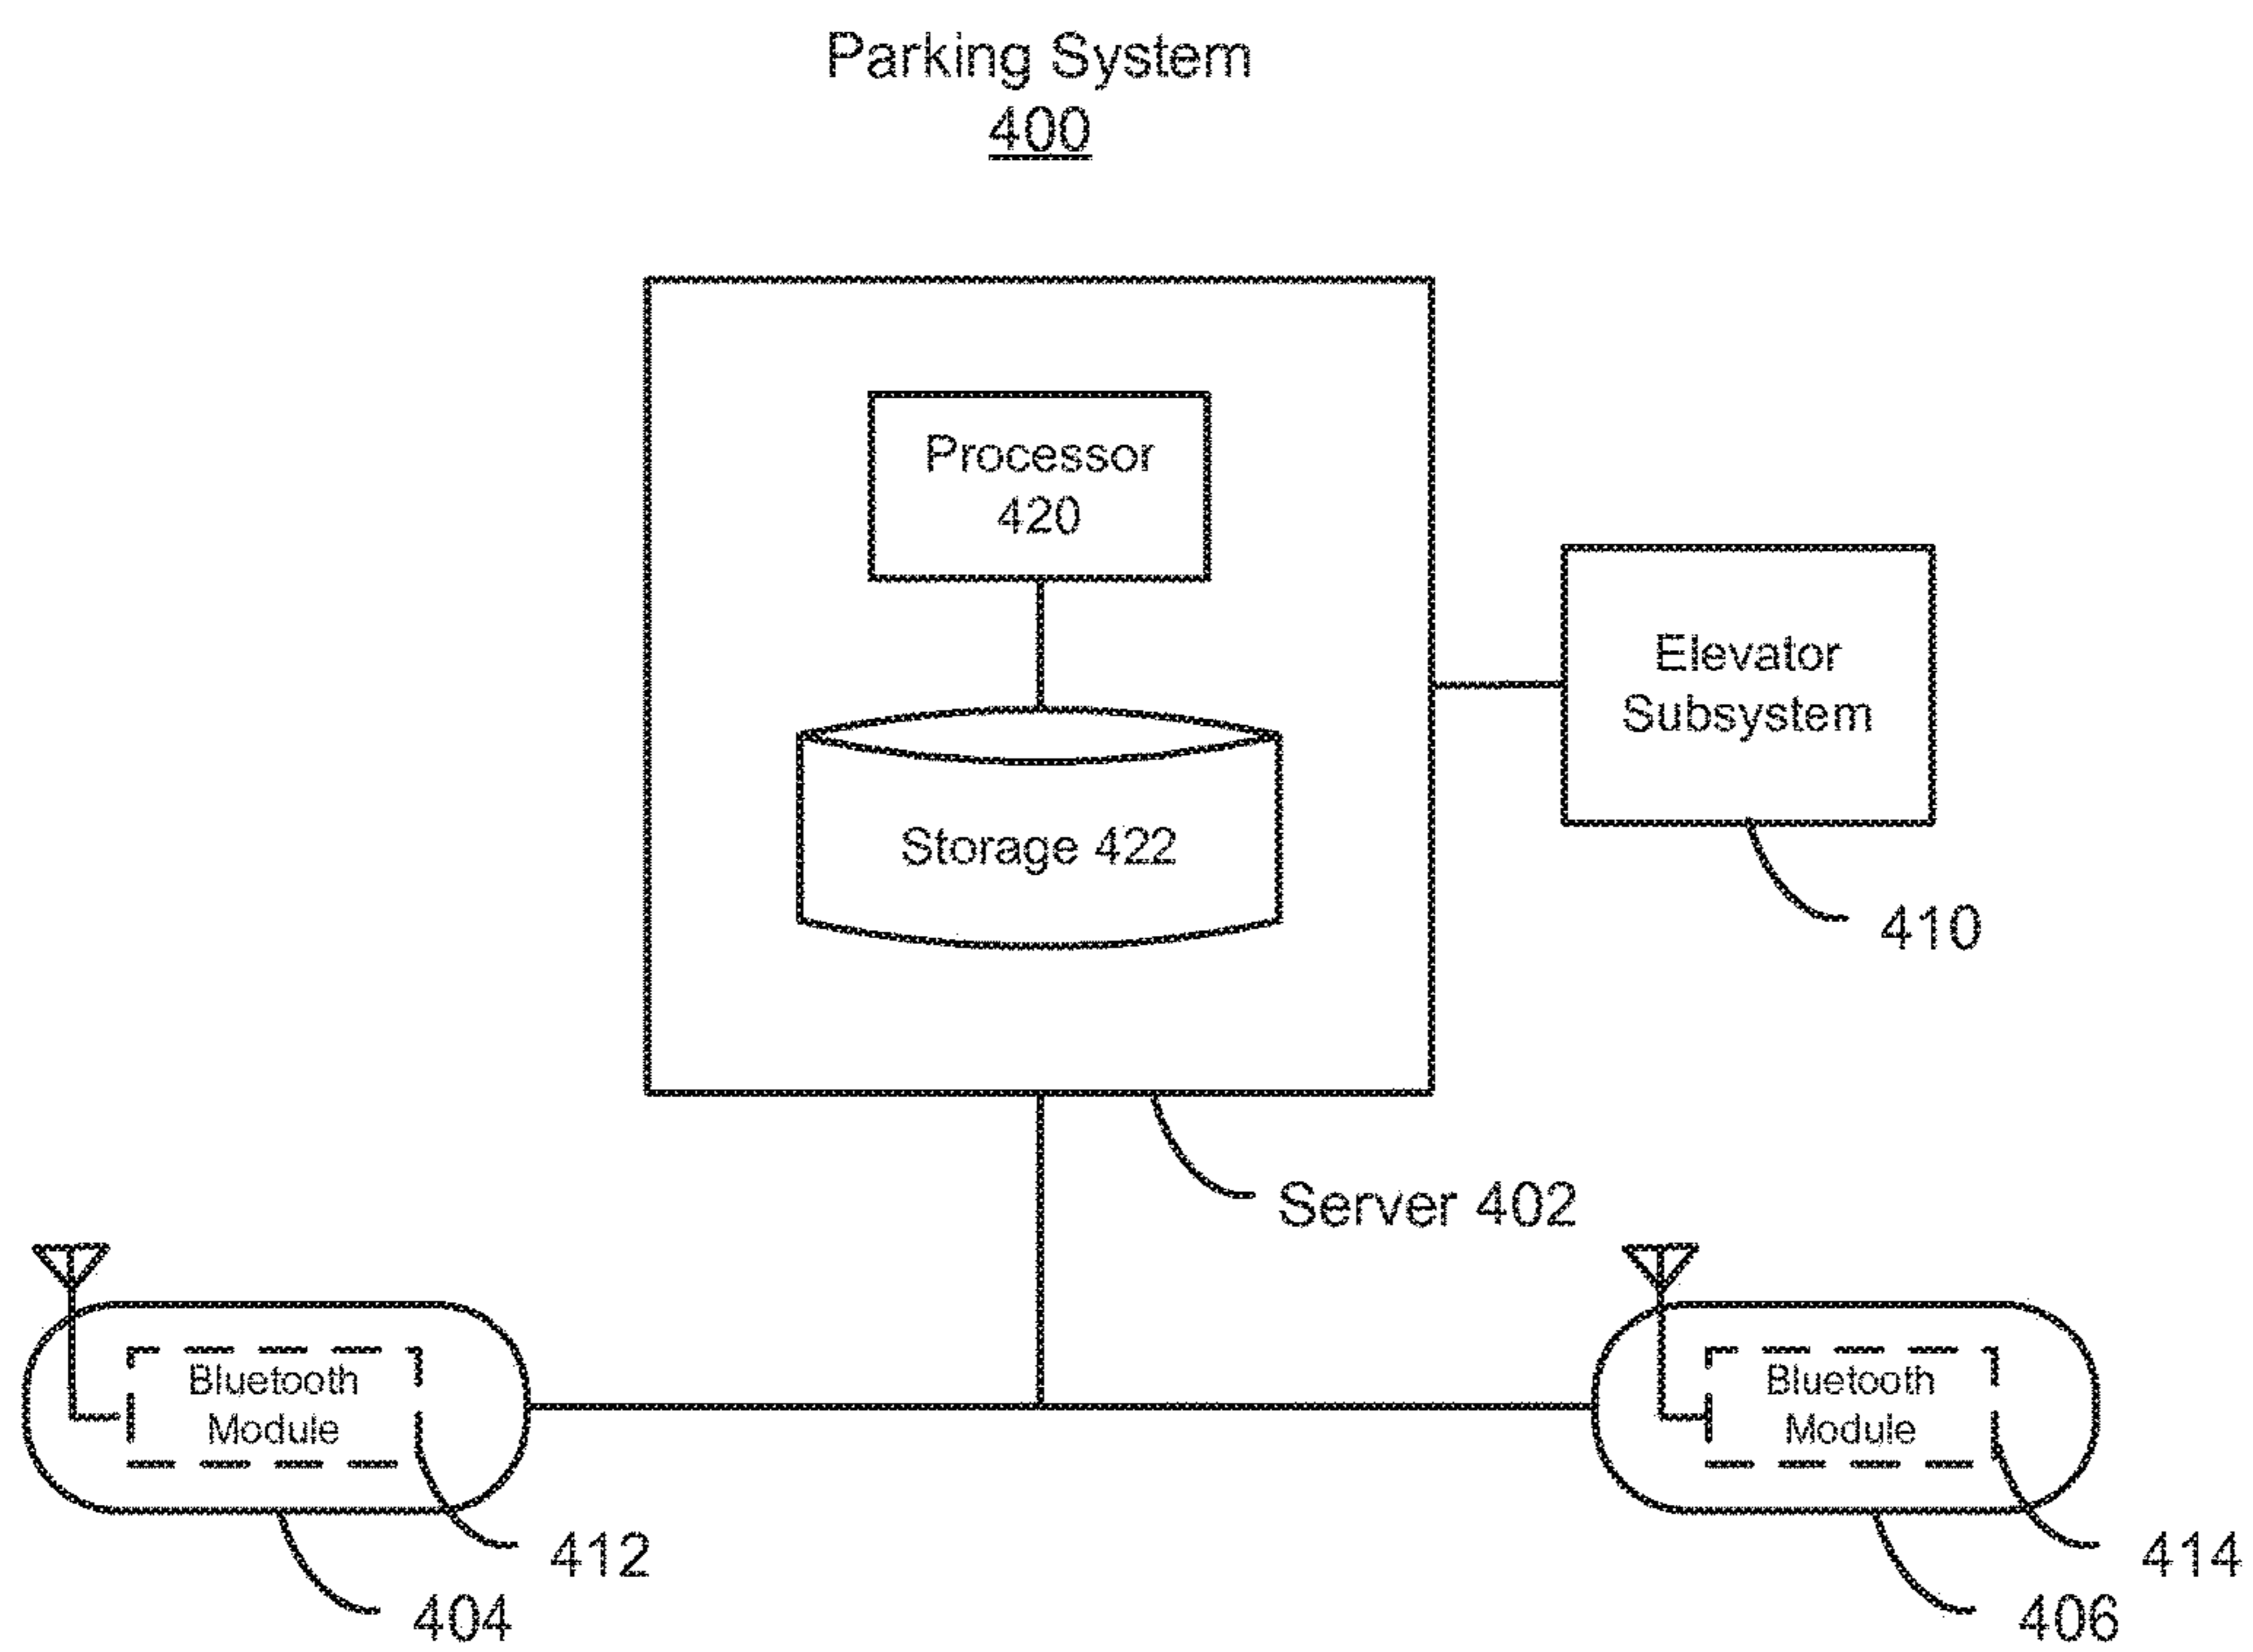 Parking System
400
Processor
420
Elevator
Subsystem
Storage 422
410
Server 402
Bluetooth
Module
Bluetooth
Module
412
414
404
406